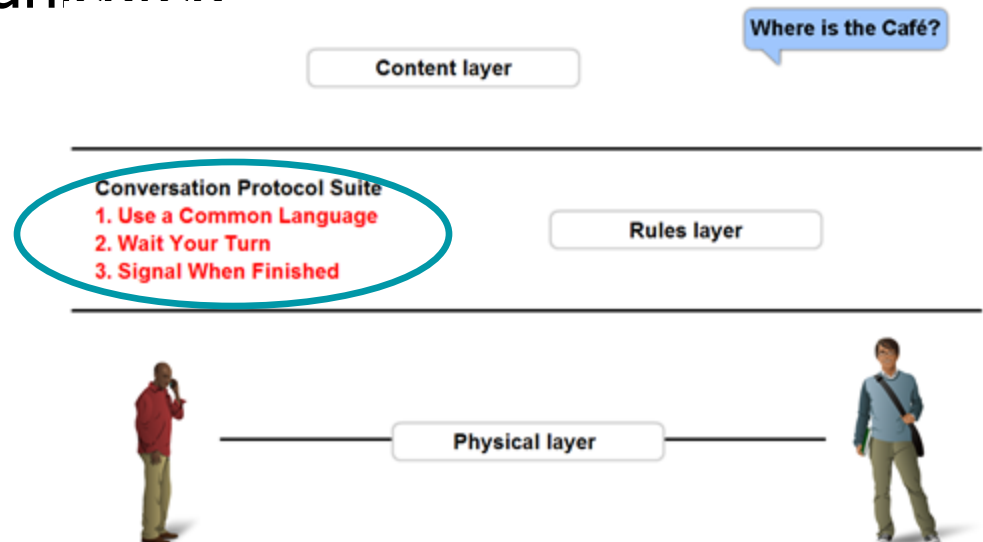 Where is the Café?
Content layer
Conversation Protocol Suite
1. Use a Common Language
2. Wait Your Turn
3. Signal When Finished
Rules layer
Physical layer